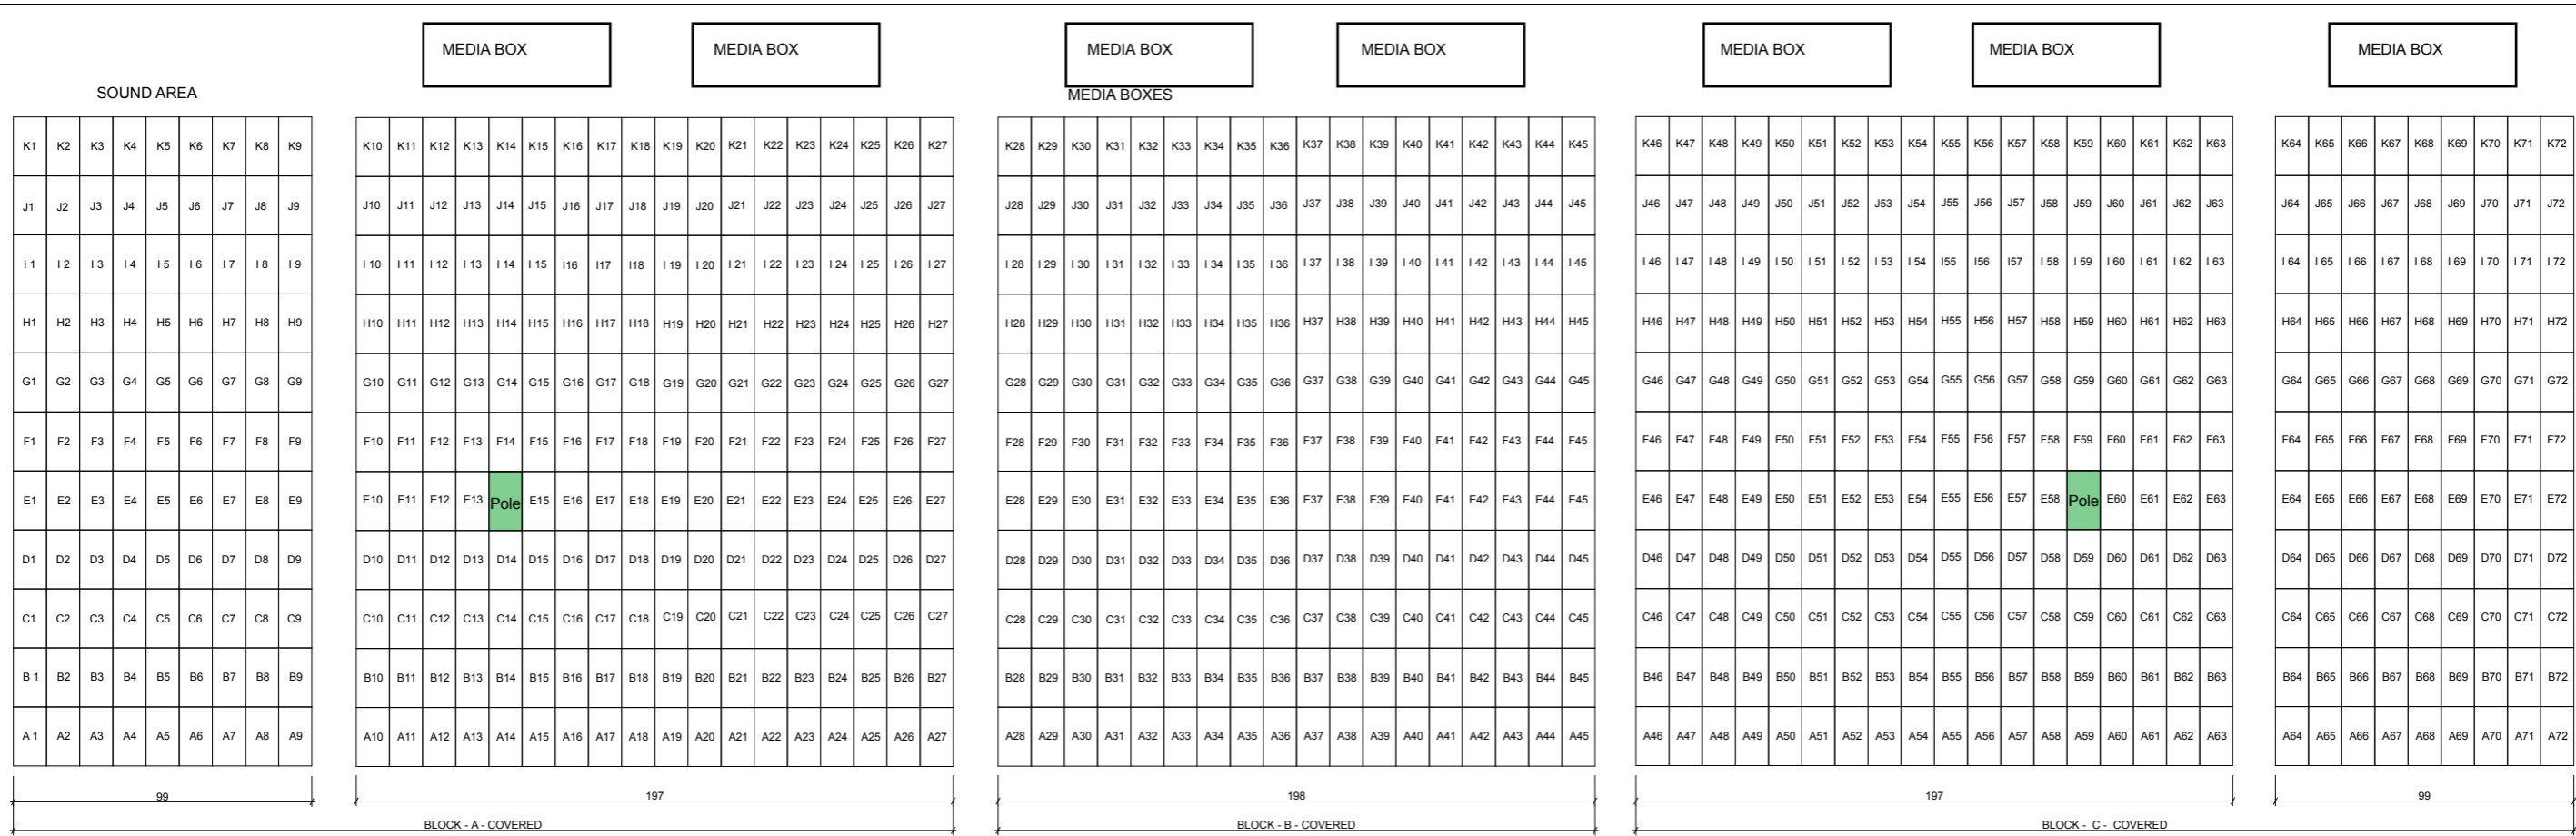 MEDIA BOX MEDIA BOX MEDIA BOX MEDIA BOX MEDIA BOX MEDIA BOX MEDIA BOX
SOUND AREA MEDIA BOXES
K1 K2 K3 K4 K5 K6 K7 K8 K9 K10 K11 K12 K13 K14 K15 K16 K17 K18 K19 K20 K21 K22 K23 K24 K25 K26 K27 K28 K29 K30 K31 K32 K33 K34 K35 K36 K37 K38 K39 K40 K41 K42 K43 K44 K45 K46 K47 K48 K49 K50 K51 K52 K53 K54 K55 K56 K57 K58 K59 K60 K61 K62 K63 K64 K65 K66 K67 K68 K69 K70 K71 K72
J1 J2 J3 J4 J5 J6 J7 J8 J9 J10 J11 J12 J13 J14 J15 J16 J17 J18 J19 J20 J21 J22 J23 J24 J25 J26 J27 J28 J29 J30 J31 J32 J33 J34 J35 J36 J37 J38 J39 J40 J41 J42 J43 J44 J45 J46 J47 J48 J49 J50 J51 J52 J53 J54 J55 J56 J57 J58 J59 J60 J61 J62 J63 J64 J65 J66 J67 J68 J69 J70 J71 J72
I 1 I 2 I 3 I 4 I 5 I 6 I 7 I 8 I 9 I 10 I 11 I 12 I 13 I 14 I 15 I16 I17 I18 I 19 I 20 I 21 I 22 I 23 I 24 I 25 I 26 I 27 I 28 I 29 I 30 I 31 I 32 I 33 I 34 I 35 I 36 I 37 I 38 I 39 I 40 I 41 I 42 I 43 I 44 I 45 I 46 I 47 I 48 I 49 I 50 I 51 I 52 I 53 I 54 I55 I56 I57 I 58 I 59 I 60 I 61 I 62 I 63 I 64 I 65 I 66 I 67 I 68 I 69 I 70 I 71 I 72
H1 H2 H3 H4 H5 H6 H7 H8 H9 H10 H11 H12 H13 H14 H15 H16 H17 H18 H19 H20 H21 H22 H23 H24 H25 H26 H27 H28 H29 H30 H31 H32 H33 H34 H35 H36 H37 H38 H39 H40 H41 H42 H43 H44 H45 H46 H47 H48 H49 H50 H51 H52 H53 H54 H55 H56 H57 H58 H59 H60 H61 H62 H63 H64 H65 H66 H67 H68 H69 H70 H71 H72
G1 G2 G3 G4 G5 G6 G7 G8 G9 G10 G11 G12 G13 G14 G15 G16 G17 G18 G19 G20 G21 G22 G23 G24 G25 G26 G27 G28 G29 G30 G31 G32 G33 G34 G35 G36 G37 G38 G39 G40 G41 G42 G43 G44 G45 G46 G47 G48 G49 G50 G51 G52 G53 G54 G55 G56 G57 G58 G59 G60 G61 G62 G63 G64 G65 G66 G67 G68 G69 G70 G71 G72
F1 F2 F3 F4 F5 F6 F7 F8 F9 F10 F11 F12 F13 F14 F15 F16 F17 F18 F19 F20 F21 F22 F23 F24 F25 F26 F27 F28 F29 F30 F31 F32 F33 F34 F35 F36 F37 F38 F39 F40 F41 F42 F43 F44 F45 F46 F47 F48 F49 F50 F51 F52 F53 F54 F55 F56 F57 F58 F59 F60 F61 F62 F63 F64 F65 F66 F67 F68 F69 F70 F71 F72
E1 E2 E3 E4 E5 E6 E7 E8 E9 E10 E11 E12 E13 Pole E15 E16 E17 E18 E19 E20 E21 E22 E23 E24 E25 E26 E27 E28 E29 E30 E31 E32 E33 E34 E35 E36 E37 E38 E39 E40 E41 E42 E43 E44 E45 E46 E47 E48 E49 E50 E51 E52 E53 E54 E55 E56 E57 E58 Pole E60 E61 E62 E63 E64 E65 E66 E67 E68 E69 E70 E71 E72
D1 D2 D3 D4 D5 D6 D7 D8 D9 D10 D11 D12 D13 D14 D15 D16 D17 D18 D19 D20 D21 D22 D23 D24 D25 D26 D27 D28 D29 D30 D31 D32 D33 D34 D35 D36 D37 D38 D39 D40 D41 D42 D43 D44 D45 D46 D47 D48 D49 D50 D51 D52 D53 D54 D55 D56 D57 D58 D59 D60 D61 D62 D63 D64 D65 D66 D67 D68 D69 D70 D71 D72
C1 C2 C3 C4 C5 C6 C7 C8 C9 C10 C11 C12 C13 C14 C15 C16 C17 C18 C19 C20 C21 C22 C23 C24 C25 C26 C27 C28 C29 C30 C31 C32 C33 C34 C35 C36 C37 C38 C39 C40 C41 C42 C43 C44 C45 C46 C47 C48 C49 C50 C51 C52 C53 C54 C55 C56 C57 C58 C59 C60 C61 C62 C63 C64 C65 C66 C67 C68 C69 C70 C71 C72
B 1 B2 B3 B4 B5 B6 B7 B8 B9 B10 B11 B12 B13 B14 B15 B16 B17 B18 B19 B20 B21 B22 B23 B24 B25 B26 B27 B28 B29 B30 B31 B32 B33 B34 B35 B36 B37 B38 B39 B40 B41 B42 B43 B44 B45 B46 B47 B48 B49 B50 B51 B52 B53 B54 B55 B56 B57 B58 B59 B60 B61 B62 B63 B64 B65 B66 B67 B68 B69 B70 B71 B72
A 1 A2 A3 A4 A5 A6 A7 A8 A9 A10 A11 A12 A13 A14 A15 A16 A17 A18 A19 A20 A21 A22 A23 A24 A25 A26 A27 A28 A29 A30 A31 A32 A33 A34 A35 A36 A37 A38 A39 A40 A41 A42 A43 A44 A45 A46 A47 A48 A49 A50 A51 A52 A53 A54 A55 A56 A57 A58 A59 A60 A61 A62 A63 A64 A65 A66 A67 A68 A69 A70 A71 A72
99 197 198 197 99
BLOCK - A - COVERED BLOCK - B - COVERED BLOCK - C - COVERED